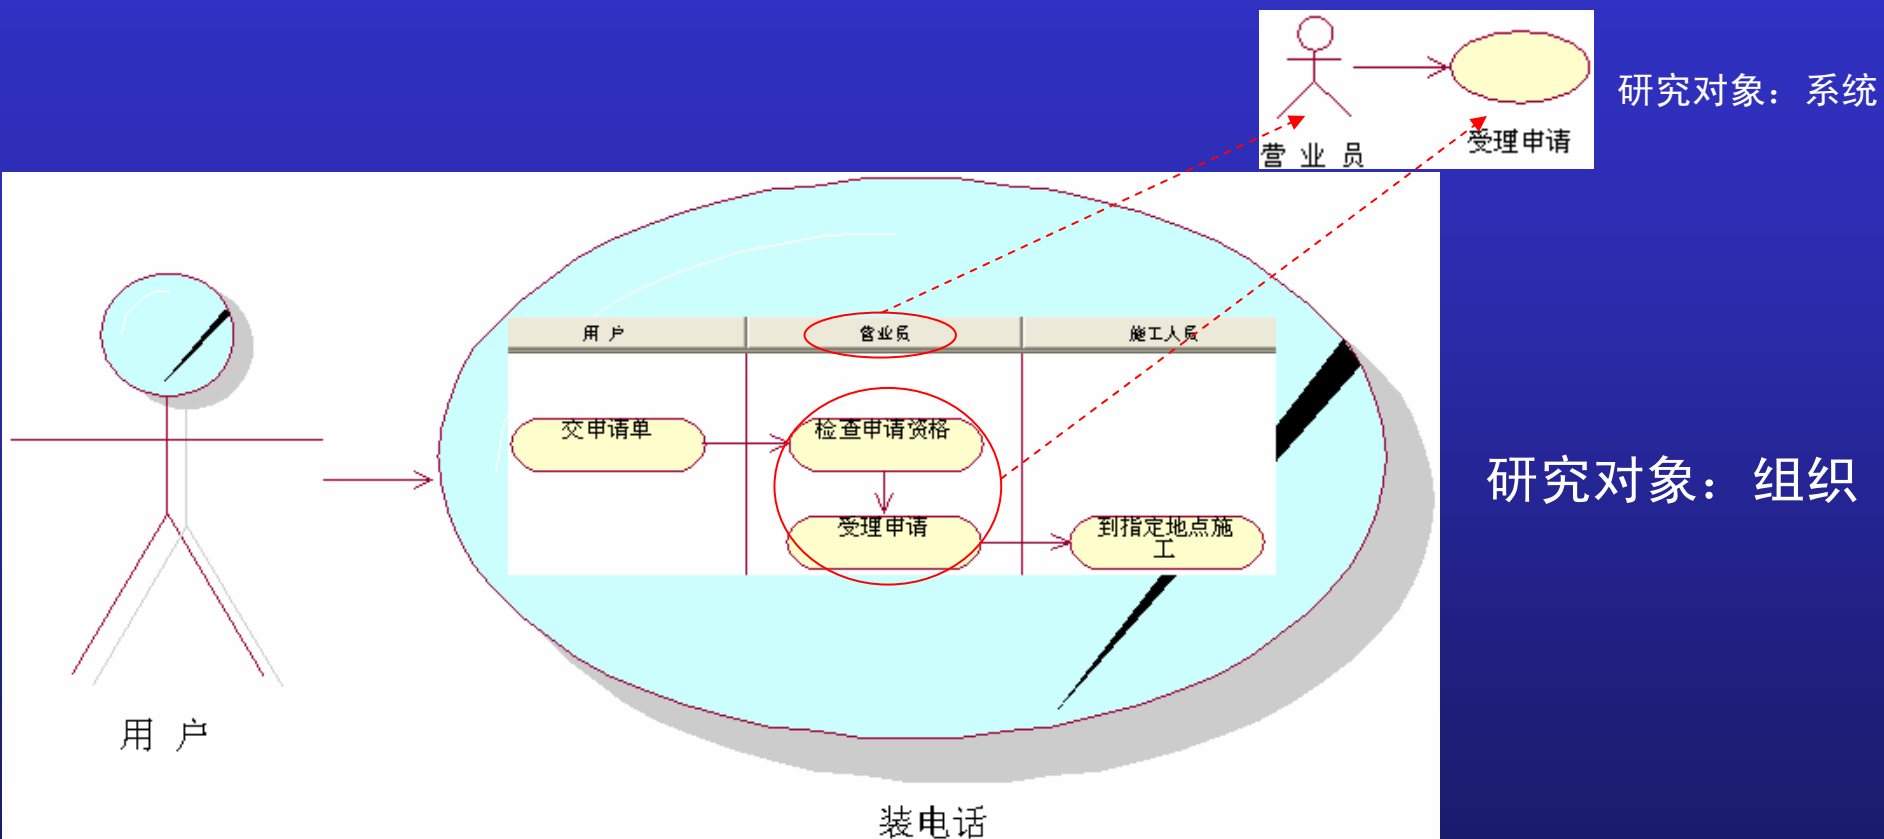 研究对象：系统
营 业 员
受理申请
用 户
营业员
施工人员
交申请单
检查申请资格
受理申请
到指定地点施
工
研究对象：组织
用 户
装电话